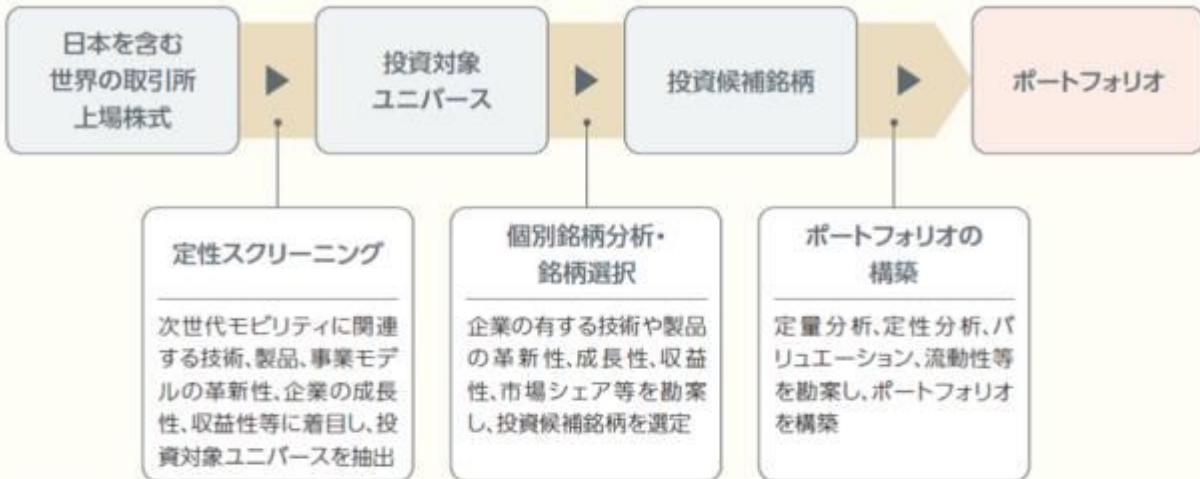 日本を含む
世界の取引所
上場株式
投資対象
ユニバース
投資候補銘柄
ポートフォリオ
定性スクリーニング
次世代モビリティに関連
する技術、製品、事業モデ
ルの革新性、企業の成長
性、収益性等に着目し、投
資対象ユニバースを抽出
個別銘柄分析・
銘柄選択
企業の有する技術や製品
の革新性、成長性、収益
性、市場シェア等を勘案
し、投資候補銘柄を選定
ポートフォリオの
構築
定量分析、定性分析、バ
リュエーション、流動性等
を勘案し、ポートフォリオ
を構築